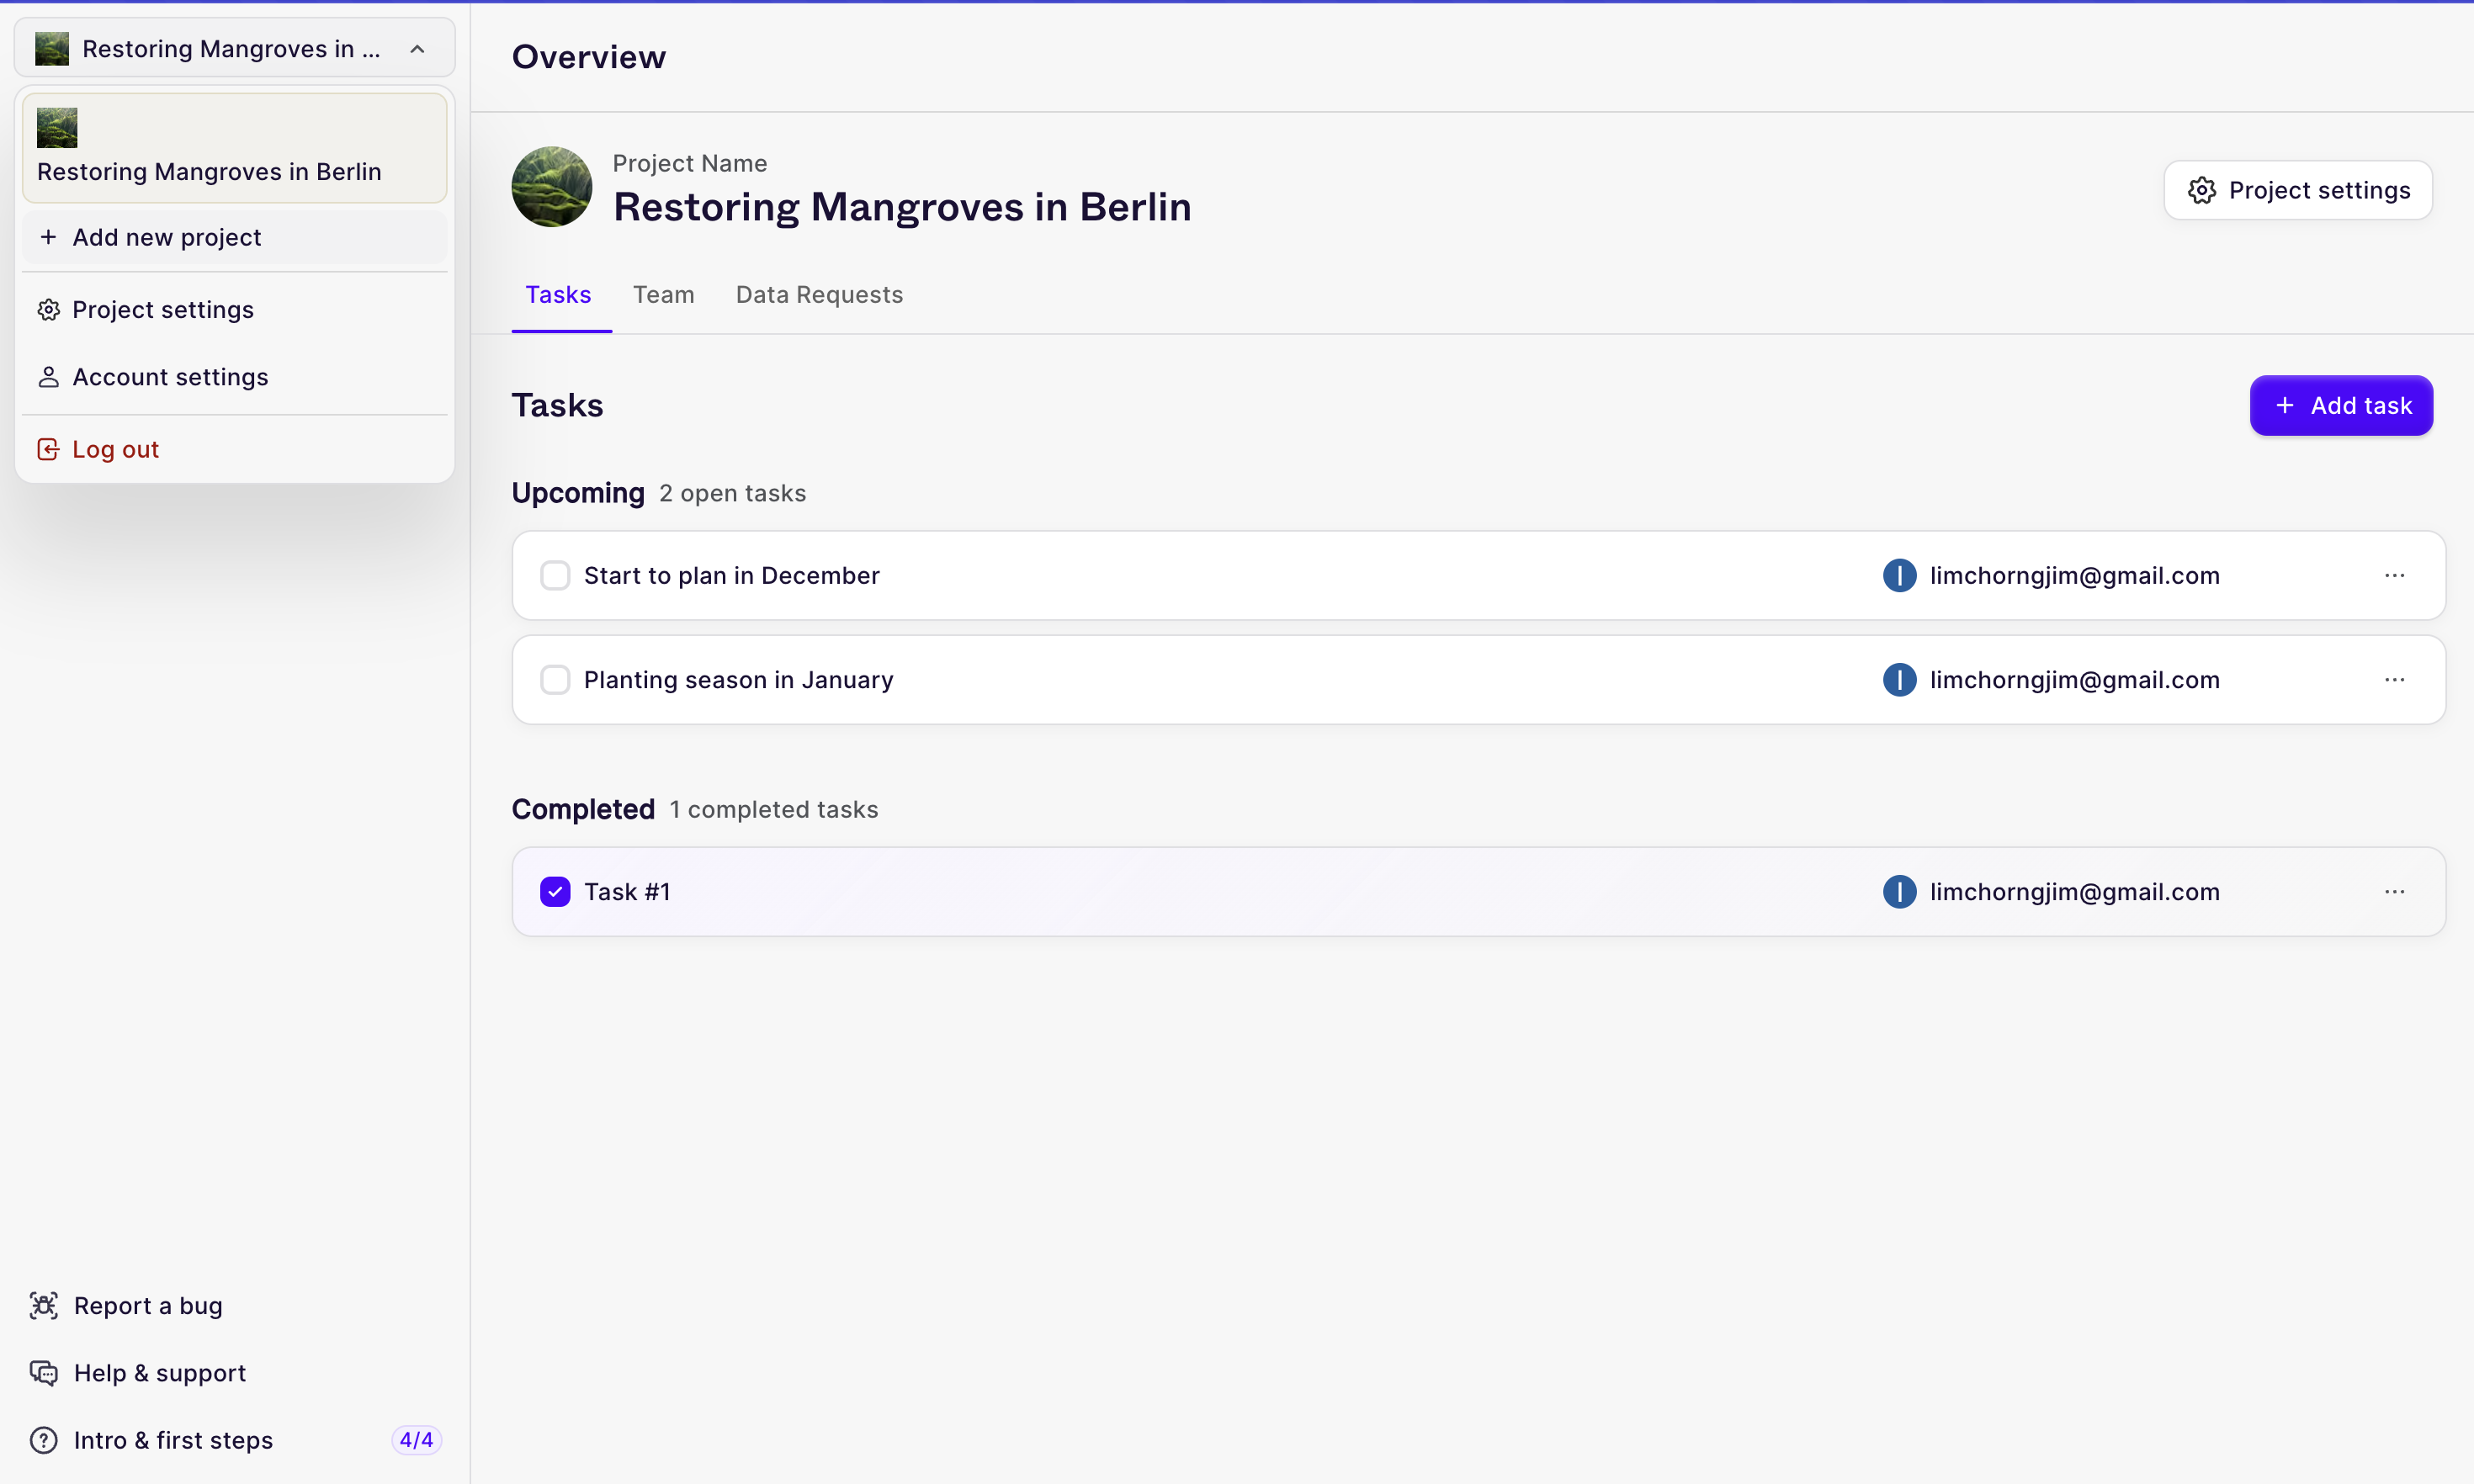 Restoring Mangroves in ...
Restoring Mangroves in Berlin
Add new project
Project settings
Account settings
Log out
Report a bug
Help & support
Intro & first steps 4/4
Overview
Project Name
Restoring Mangroves in Berlin
Project settings
Tasks Team Data Requests
Tasks
Add task
Upcoming 2 open tasks
Start to plan in December l limchorngjim@gmail.com
Planting season in January l limchorngjim@gmail.com
Completed 1 completed tasks
Task #1 l limchorngjim@gmail.com